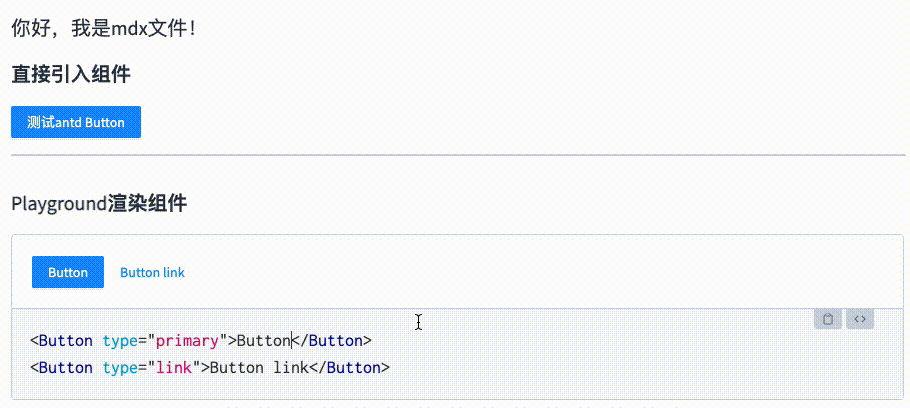 你好，我是mdx文件！
直接引入组件
测试antd Button
Playground渲染组件
Button Button link
<Button type="primary">Button</Button>
<Button type="link">Button link</Button>